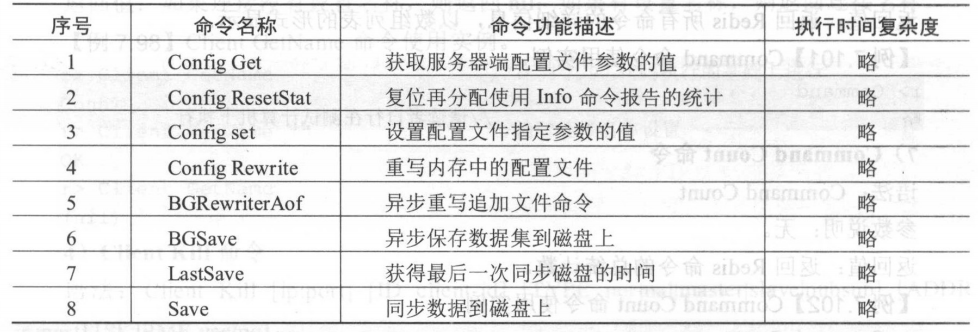 序号 命令名称 命令功能描述 执行时间复杂度
1 Config Get 获取服务器端配置文件参数的值 略
2 Config ResetStat 复位再分配使用 Info 命令报告的统计 略
3 Config set 设置配置文件指定参数的值 略
4 Config Rewrite 重写内存中的配置文件 略
5 BGRewriterAof 异步重写追加文件命令 略
6 BGSave 异步保存数据集到磁盘上 略
7 LastSave 获得最后一次同步磁盘的时间 略
8 Save 同步数据到磁盘上 略